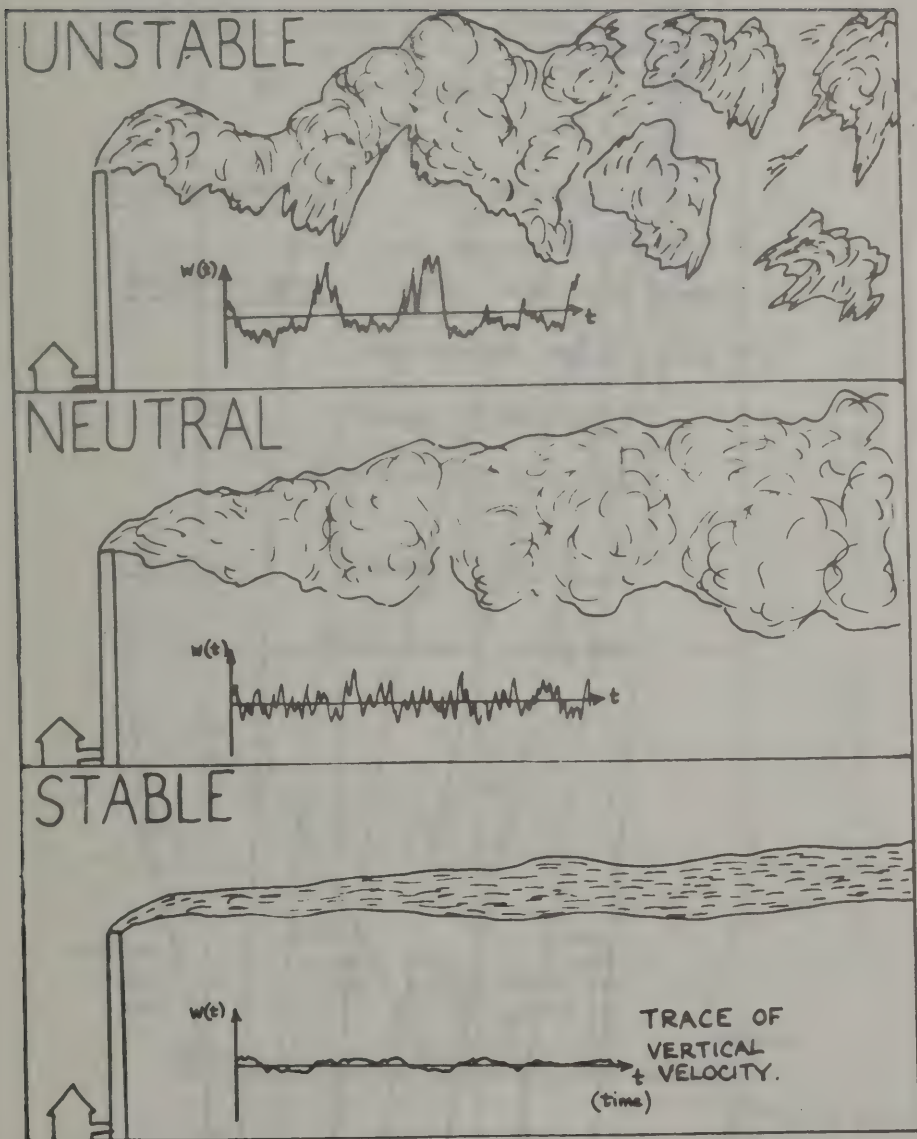 UNSTABLE
W(t)
t
NEUTRAL
W(t)
t
STABLE
W(t)
TRACE OF
VERTICAL
VELOCITY.
t
(time)